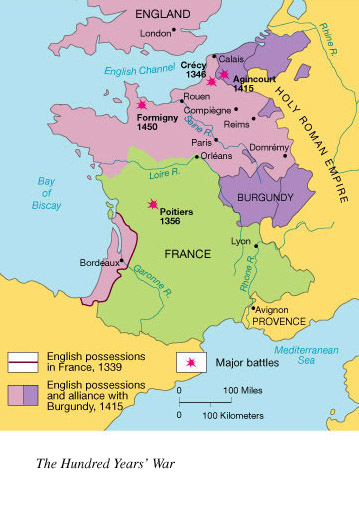 ENGLAND
London
Rhine R.
English Channel
Calais
Crécy
1346
Agincourt
1415
Rouen
Compiègne
Formigny
1450
Reims
Seine R.
HOLY ROMAN EMPIRE
Paris
Domrémy
Orléans
Loire R.
Bay
of
Biscay
BURGUNDY
Poitiers
1356
FRANCE
Lyon
Bordeaux
Garonne R.
Rhône R.
Avignon
PROVENCE
Mediterranean
Sea
English possessions
in France, 1339
Major battles
English possessions
and alliance with
Burgundy, 1415
0 100 Miles
0 100 Kilometers
The Hundred Years' War